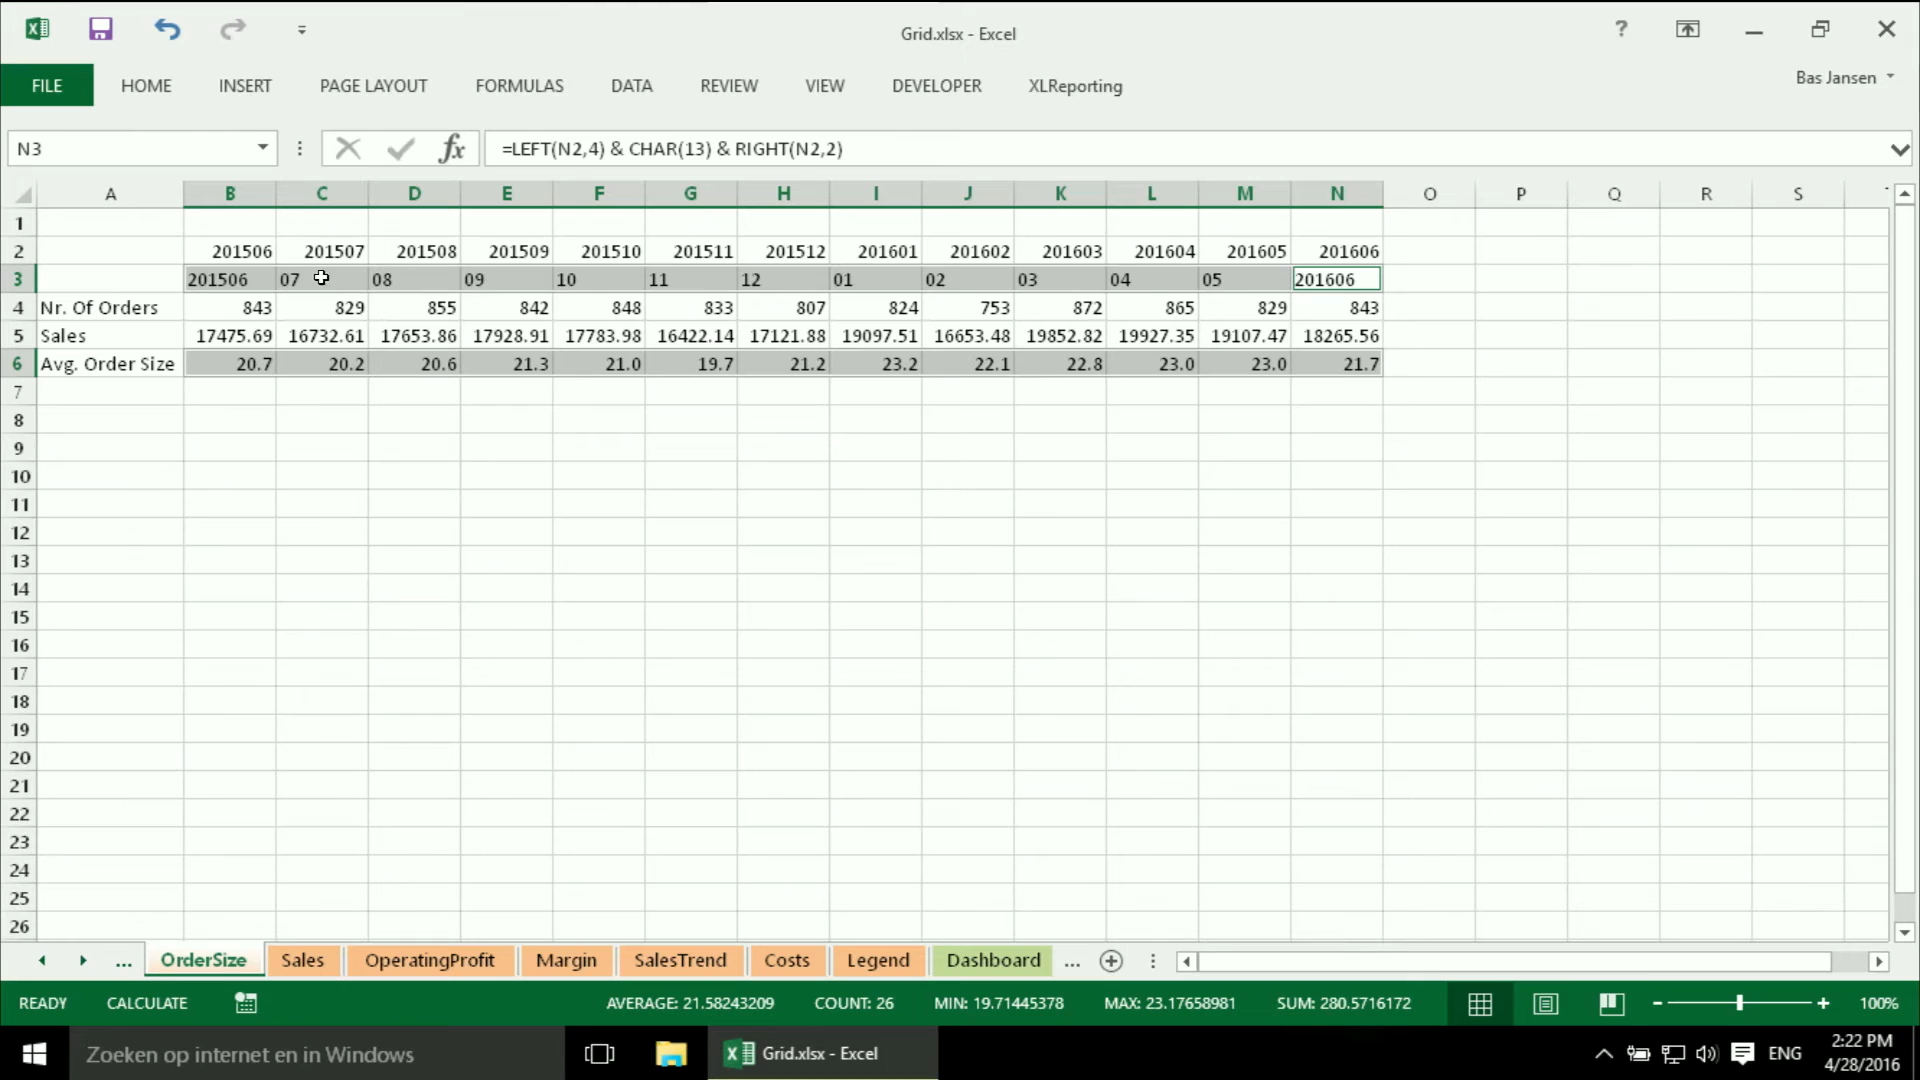 Grid.xlsx - Excel
?
FILE HOME INSERT PAGE LAYOUT FORMULAS DATA REVIEW VIEW DEVELOPER XLReporting Bas Jansen
N3 fx =LEFT(N2,4) & CHAR(13) & RIGHT(N2,2)
A B C D E F G H I J K L M N O P Q R S
1
2 201506 201507 201508 201509 201510 201511 201512 201601 201602 201603 201604 201605 201606
3 201506 07 08 09 10 11 12 01 02 03 04 05 201606
4 Nr. Of Orders 843 829 855 842 848 833 807 824 753 872 865 829 843
5 Sales 17475.69 16732.61 17653.86 17928.91 17783.98 16422.14 17121.88 19097.51 16653.48 19852.82 19927.35 19107.47 18265.56
6 Avg. Order Size 20.7 20.2 20.6 21.3 21.0 19.7 21.2 23.2 22.1 22.8 23.0 23.0 21.7
7
8
9
10
11
12
13
14
15
16
17
18
19
20
21
22
23
24
25
26
... OrderSize Sales OperatingProfit Margin SalesTrend Costs Legend Dashboard ...
READY CALCULATE AVERAGE: 21.58243209 COUNT: 26 MIN: 19.71445378 MAX: 23.17658981 SUM: 280.5716172 100%
Zoeken op internet en in Windows Grid.xlsx - Excel ENG 2:22 PM
4/28/2016